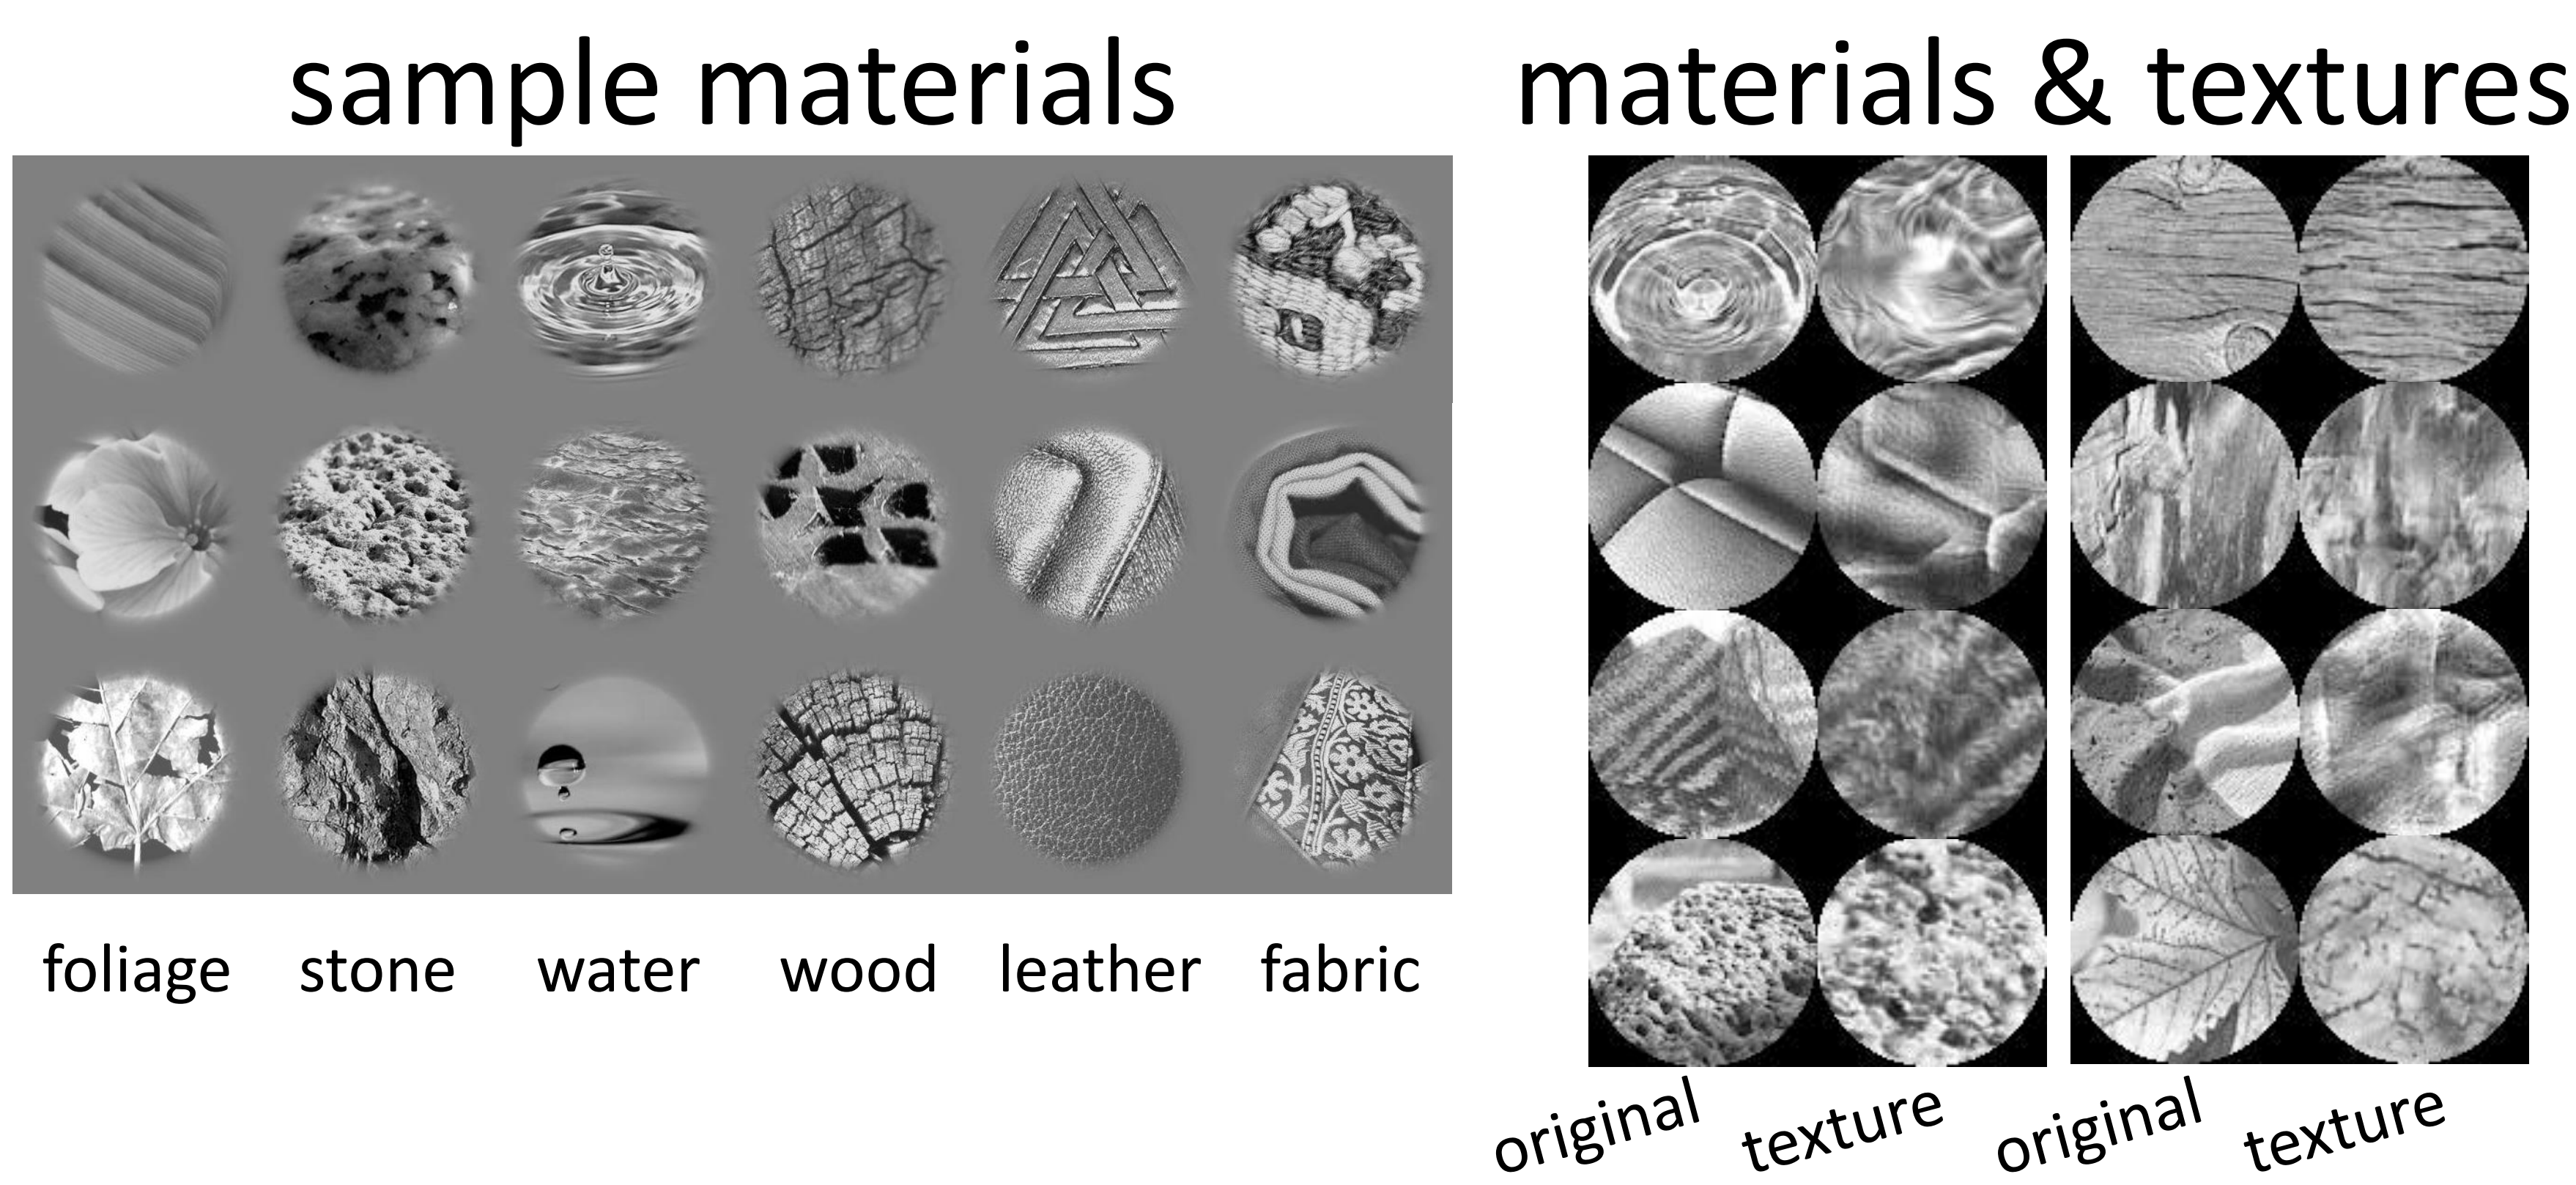 sample materials
materials & textures
foliage stone water wood leather fabric
original texture original texture